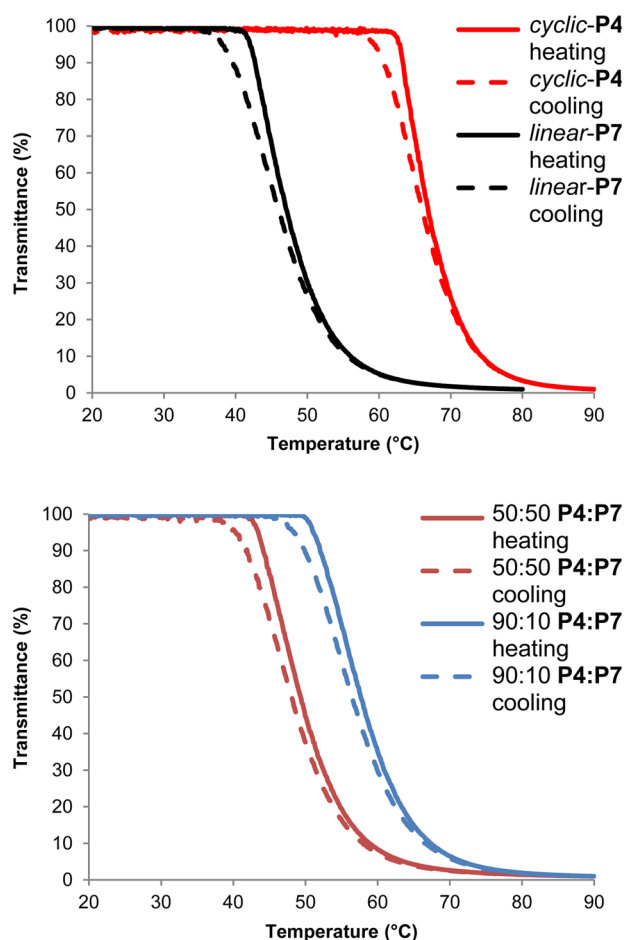 100
90
80
70
60
50
40
30
20
10
0
Transmittance (%)
20 30 40 50 60 70 80 90
Temperature (°C)
cyclic-P4
heating
cyclic-P4
cooling
linear-P7
heating
linear-P7
cooling
100
90
80
70
60
50
40
30
20
10
0
Transmittance (%)
20 30 40 50 60 70 80 90
Temperature (°C)
50:50 P4:P7
heating
50:50 P4:P7
cooling
90:10 P4:P7
heating
90:10 P4:P7
cooling